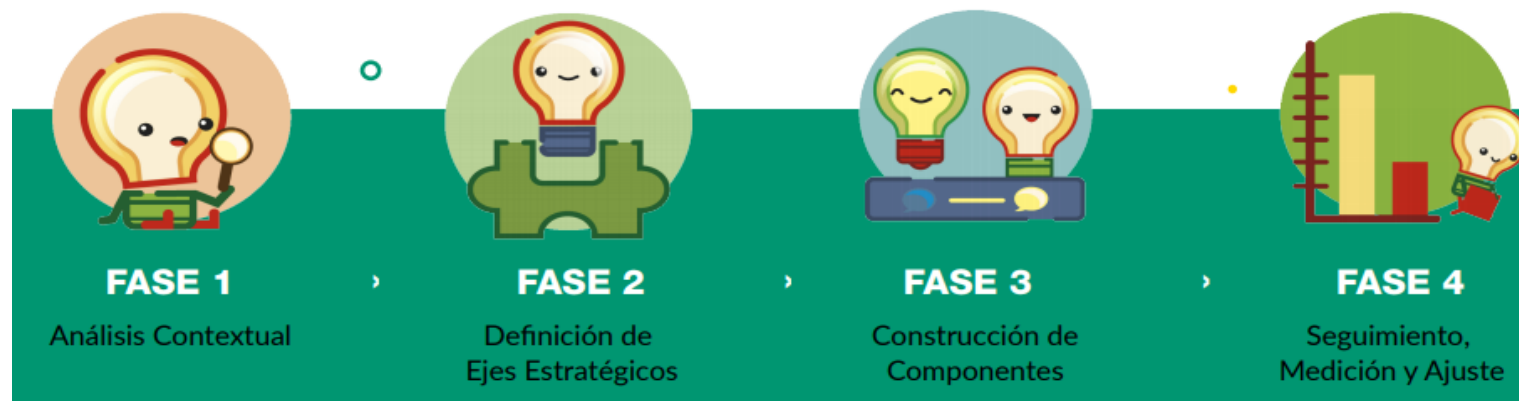 FASE 1
Análisis Contextual
›
FASE 2
Definición de
Ejes Estratégicos
›
FASE 3
Construcción de
Componentes
›
FASE 4
Seguimiento,
Medición y Ajuste